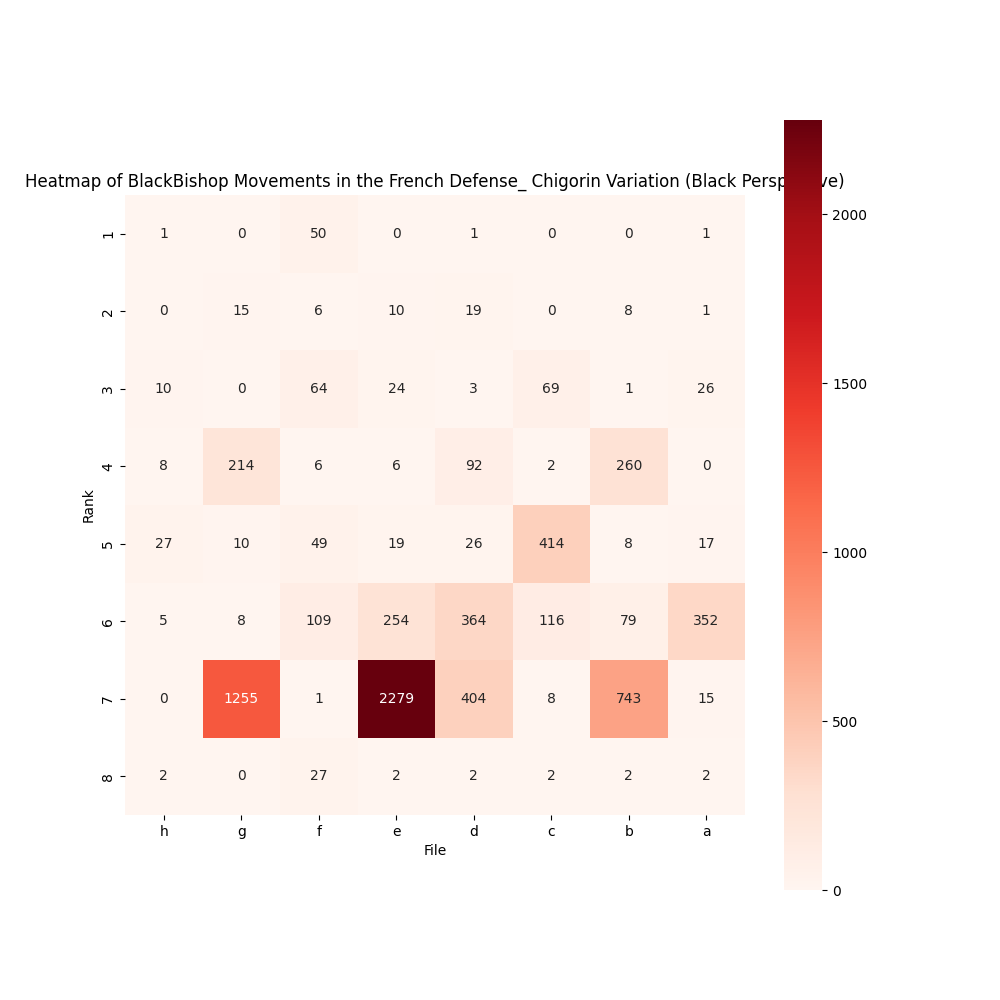 Heatmap of BlackBishop Movements in the French Defense_ Chigorin Variation (Black Persp ve)
1 1 0 50 0 1 0 0 1
2 0 15 6 10 19 0 8 1
3 10 0 64 24 3 69 1 26
4 8 214 6 6 92 2 260 0
5 27 10 49 19 26 414 8 17
6 5 8 109 254 364 116 79 352
7 0 1255 1 2279 404 8 743 15
8 2 0 27 2 2 2 2 2
Rank
h g f e d c b a
File
2000
1500
1000
500
0